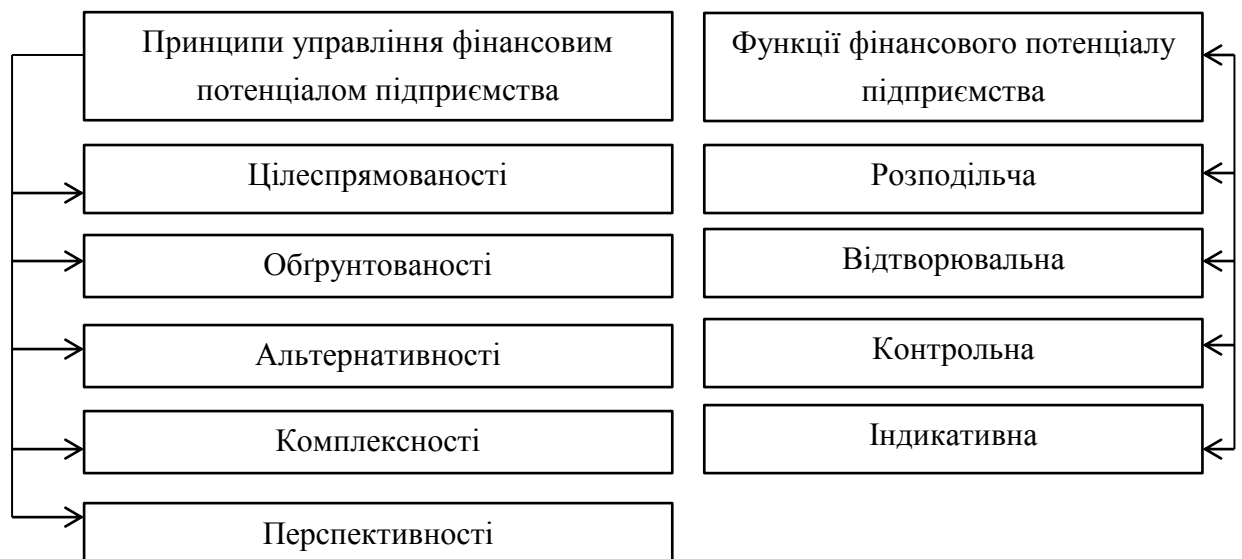 Принципи управління фінансовим
потенціалом підприємства
Цілеспрямованості
Обґрунтованості
Альтернативності
Комплексності
Перспективності
Функції фінансового потенціалу
підприємства
Розподільча
Відтворювальна
Контрольна
Індикативна